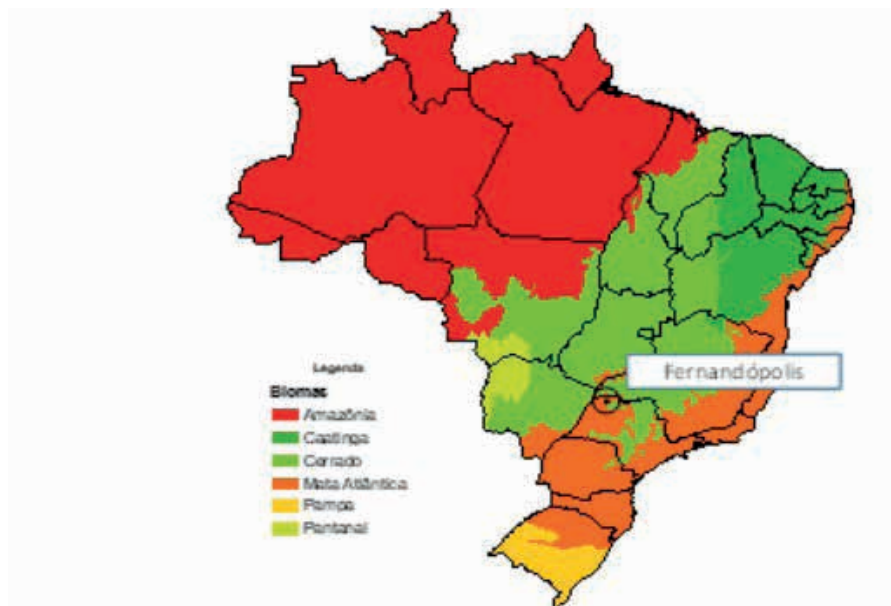 Fernandópolis
Legenda
Biomas
Amazônia
Caatinga
Cerrado
Mata Atlântica
Pampa
Pantanal